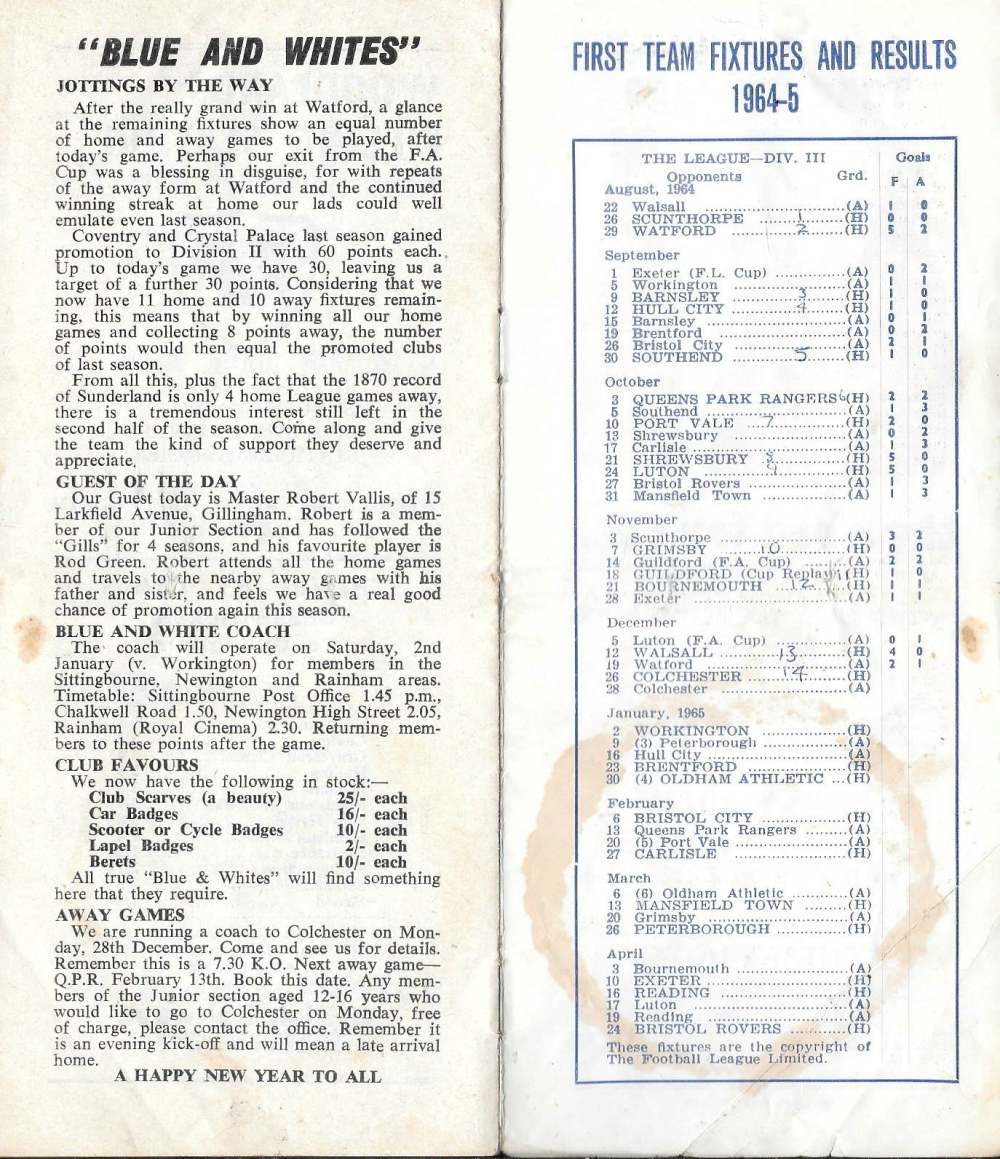 "BLUE AND WHITES"
JOTTINGS BY THE WAY
After the really grand win at Watford, a glance
at the remaining fixtures show an equal number
of home and away games to be played, after
today's game. Perhaps our exit from the F.A.
Cup was a blessing in disguise, for with repeats
of the away form at Watford and the continued
winning streak at home our lads could well
emulate even last season.
Coventry and Crystal Palace last season gained
promotion to Division II with 60 points each.
Up to today's game we have 30, leaving us a
target of a further 30 points. Considering that we
now have 11 home and 10 away fixtures remain-
ing, this means that by winning all our home
games and collecting 8 points away, the number
of points would then equal the promoted clubs
of last season.
From all this, plus the fact that the 1870 record
of Sunderland is only 4 home League games away,
there is a tremendous interest still left in the
second half of the season. Come along and give
the team the kind of support they deserve and
appreciate.
GUEST OF THE DAY
Our Guest today is Master Robert Vallis, of 15
Larkfield Avenue, Gillingham. Robert is a mem-
ber of our Junior Section and has followed the
"Gills" for 4 seasons, and his favourite player is
Rod Green. Robert attends all the home games
and travels to the nearby away games with his
father and sister, and feels we have a real good
chance of promotion again this season.
BLUE AND WHITE COACH
The coach will operate on Saturday, 2nd
January (v. Workington) for members in the
Sittingbourne, Newington and Rainham areas.
Timetable: Sittingbourne Post Office 1.45 p.m.,
Chalkwell Road 1.50, Newington High Street 2.05,
Rainham (Royal Cinema) 2.30. Returning mem-
bers to these points after the game.
CLUB FAVOURS
We now have the following in stock:—
Club Scarves (a beauty) 25/- each
Car Badges 16/- each
Scooter or Cycle Badges 10/- each
Lapel Badges 2/- each
Berets 10/- each
All true "Blue & Whites" will find something
here that they require.
AWAY GAMES
We are running a coach to Colchester on Mon-
day, 28th December. Come and see us for details.
Remember this is a 7.30 K.O. Next away game—
Q.P.R. February 13th. Book this date. Any mem-
bers of the Junior section aged 12-16 years who
would like to go to Colchester on Monday, free
of charge, please contact the office. Remember it
is an evening kick-off and will mean a late arrival
home.
A HAPPY NEW YEAR TO ALL
FIRST TEAM FIXTURES AND RESULTS
1964-5
THE LEAGUE—DIV. III Goals
Opponents Grd. F A
August, 1964
22 Walsall (A) 1 0
26 SCUNTHORPE 1 (H) 0 0
29 WATFORD 2 (H) 5 2
September
1 Exeter (F.L. Cup) (A) 0 2
5 Workington (A) 1 1
9 BARNSLEY 3 (H) 1 0
12 HULL CITY 4 (H) 1 0
15 Barnsley (A) 0 1
19 Brentford (A) 0 2
26 Bristol City (A) 2 1
30 SOUTHEND 5 (H) 1 0
October
3 QUEENS PARK RANGERS 6 (H) 2 2
5 Southend (A) 1 3
10 PORT VALE 7 (H) 2 0
13 Shrewsbury (A) 0 2
17 Carlisle (A) 1 3
21 SHREWSBURY 8 (H) 5 0
24 LUTON 9 (H) 5 0
27 Bristol Rovers (A) 1 3
31 Mansfield Town (A) 1 3
November
3 Scunthorpe (A) 3 2
7 GRIMSBY 10 (H) 0 0
14 Guildford (F.A. Cup) (A) 2 2
18 GUILDFORD (Cup Replay) (H) 1 0
21 BOURNEMOUTH 12 (H) 1 1
28 Exeter (A) 1 1
December
5 Luton (F.A. Cup) (A) 0 1
12 WALSALL 13 (H) 4 0
19 Watford (A) 2 1
26 COLCHESTER 14 (H)
28 Colchester (A)
January, 1965
2 WORKINGTON (H)
9 (3) Peterborough (A)
16 Hull City (A)
23 BRENTFORD (H)
30 (4) OLDHAM ATHLETIC (H)
February
6 BRISTOL CITY (H)
13 Queens Park Rangers (A)
20 (5) Port Vale (A)
27 CARLISLE (H)
March
6 (6) Oldham Athletic (A)
13 MANSFIELD TOWN (H)
20 Grimsby (A)
26 PETERBOROUGH (H)
April
3 Bournemouth (A)
10 EXETER (H)
16 READING (H)
17 Luton (A)
19 Reading (A)
24 BRISTOL ROVERS (H)
These fixtures are the copyright of
The Football League Limited.